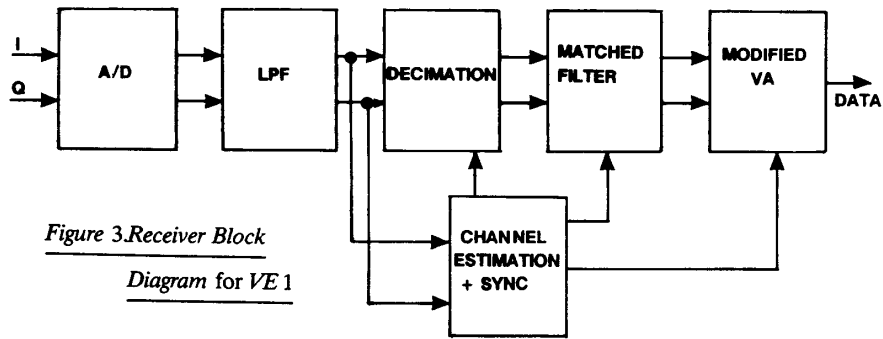 I
Q
A/D
LPF
DECIMATION
MATCHED
FILTER
MODIFIED
VA
DATA
CHANNEL
ESTIMATION
+ SYNC
Figure 3.Receiver Block
Diagram for VE 1